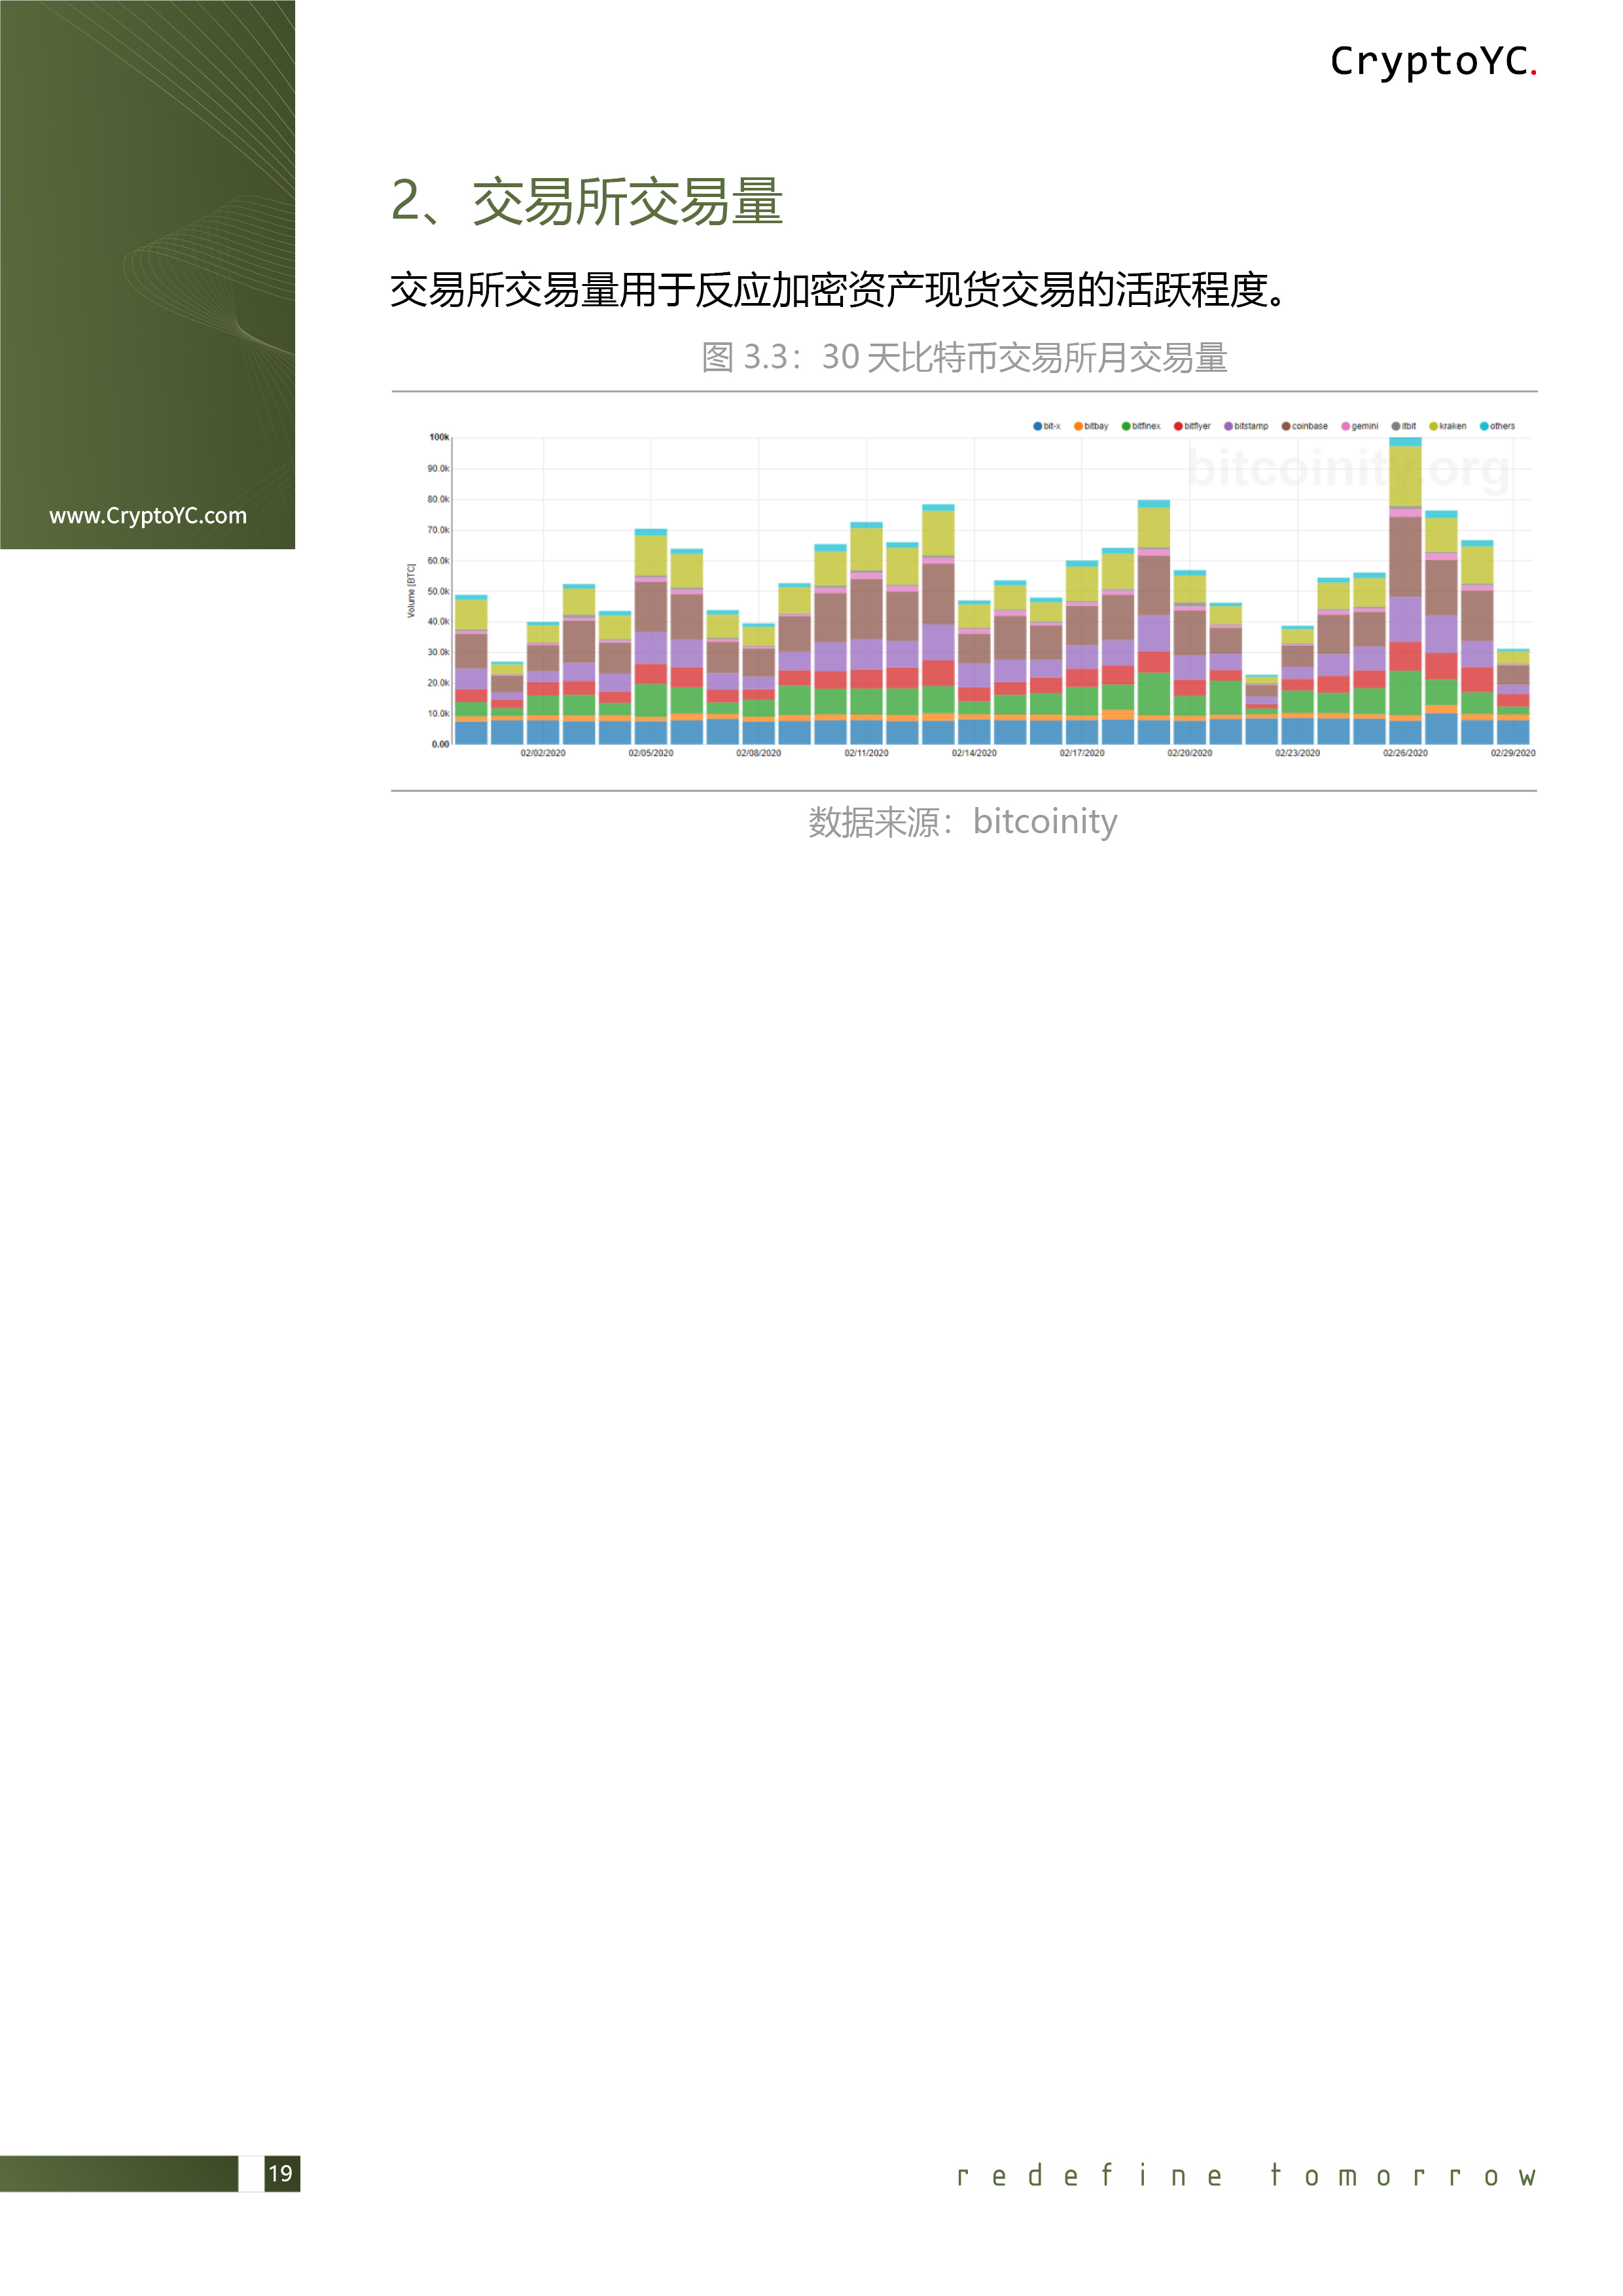 CryptoYC.
www.CryptoYC.com
2、交易所交易量
交易所交易量用于反应加密资产现货交易的活跃程度。
图 3.3：30 天比特币交易所月交易量
bit-x bitbay bitfinex bitflyer bitstamp coinbase gemini itbit kraken others
bitcoinity.org
Volume [BTC]
100k
90.0k
80.0k
70.0k
60.0k
50.0k
40.0k
30.0k
20.0k
10.0k
0.00
02/02/2020 02/05/2020 02/08/2020 02/11/2020 02/14/2020 02/17/2020 02/20/2020 02/23/2020 02/26/2020 02/29/2020
数据来源：bitcoinity
19
redefine tomorrow